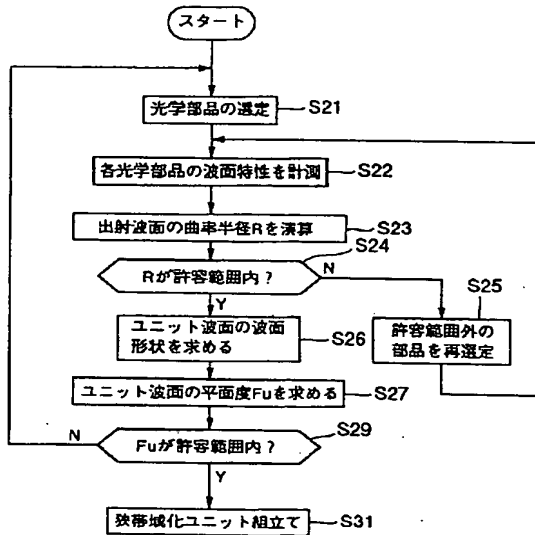 スタート
光学部品の選定
S21
各光学部品の波面特性を計測
S22
出射波面の曲率半径Rを演算
S23
S24
Rが許容範囲内?
N
Y
S25
許容範囲外の
部品を再選定
ユニット波面の波面
形状を求める
S26
ユニット波面の平面度Fuを求める
S27
S29
N
Fuが許容範囲内?
Y
狭帯域化ユニット組立て
S31